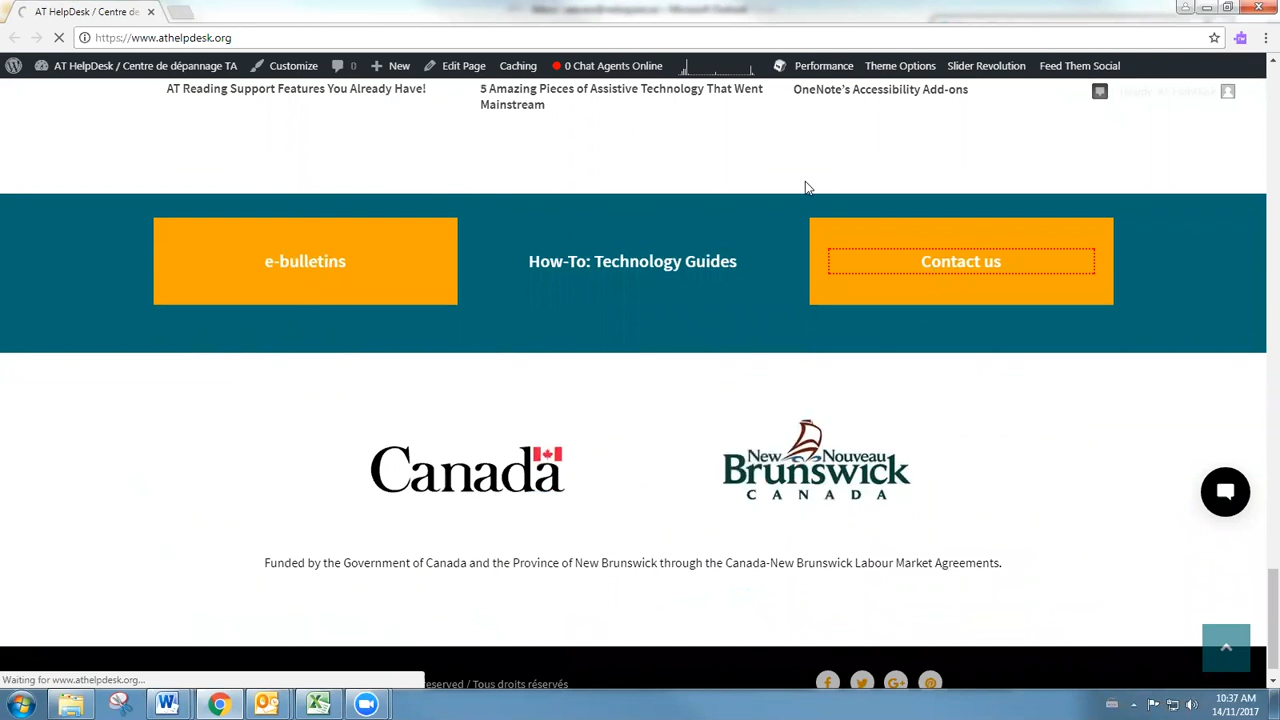 AT HelpDesk / Centre de
https://www.athelpdesk.org
AT HelpDesk / Centre de dépannage TA Customize 0 New Edit Page Caching 0 Chat Agents Online Performance Theme Options Slider Revolution Feed Them Social
AT Reading Support Features You Already Have!
5 Amazing Pieces of Assistive Technology That Went
Mainstream
OneNote's Accessibility Add-ons
e-bulletins
How-To: Technology Guides
Contact us
Canada
New Nouveau
Brunswick
CANADA
Funded by the Government of Canada and the Province of New Brunswick through the Canada-New Brunswick Labour Market Agreements.
Waiting for www.athelpdesk.org...
reserved / Tous droits réservés
10:37 AM
14/11/2017